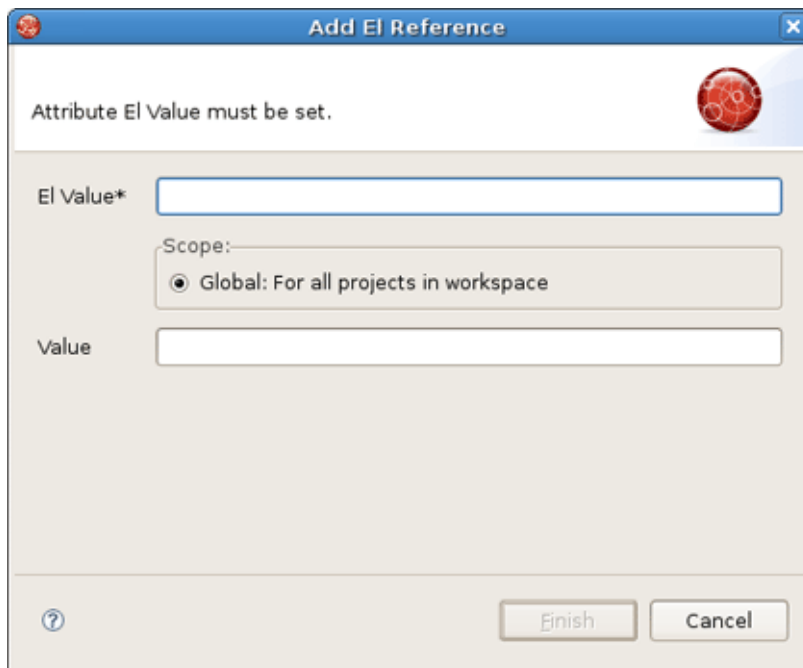 Add El Reference
Attribute El Value must be set.
El Value*
Scope:
Global: For all projects in workspace
Value
Finish Cancel